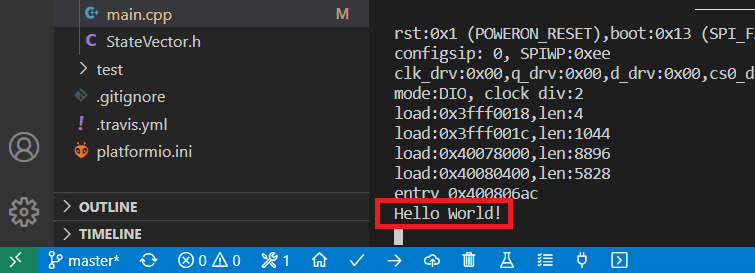 main.cpp
M
StateVector.h
test
.gitignore
.travis.yml
platformio.ini
OUTLINE
TIMELINE
rst:0x1 (POWERON_RESET),boot:0x13 (SPI_F
configsip: 0, SPIWP:0xee
clk_drv:0x00,q_drv:0x00,d_drv:0x00,cs0_d
mode:DIO, clock div:2
load:0x3fff0018,len:4
load:0x3fff001c,len:1044
load:0x40078000,len:8896
load:0x40080400,len:5828
entry 0x400806ac
Hello World!
master* 0 0 1